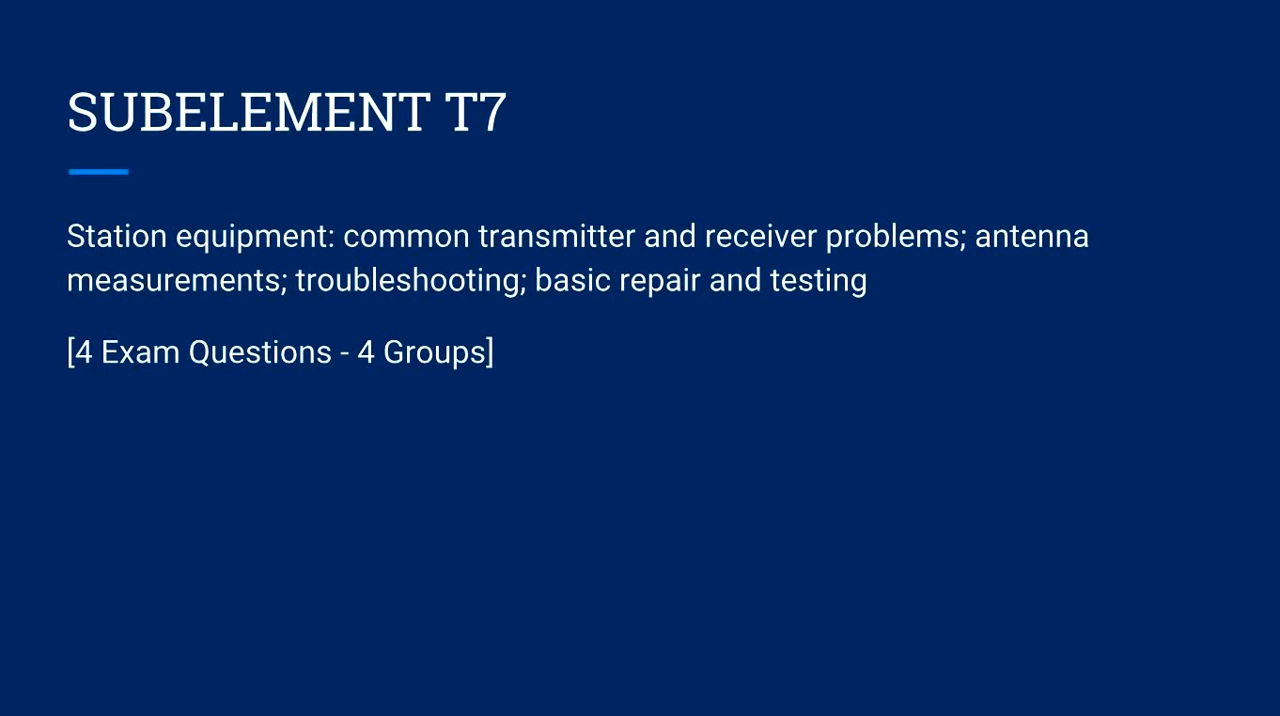 SUBELEMENT T7
Station equipment: common transmitter and receiver problems; antenna
measurements; troubleshooting; basic repair and testing
[4 Exam Questions - 4 Groups]